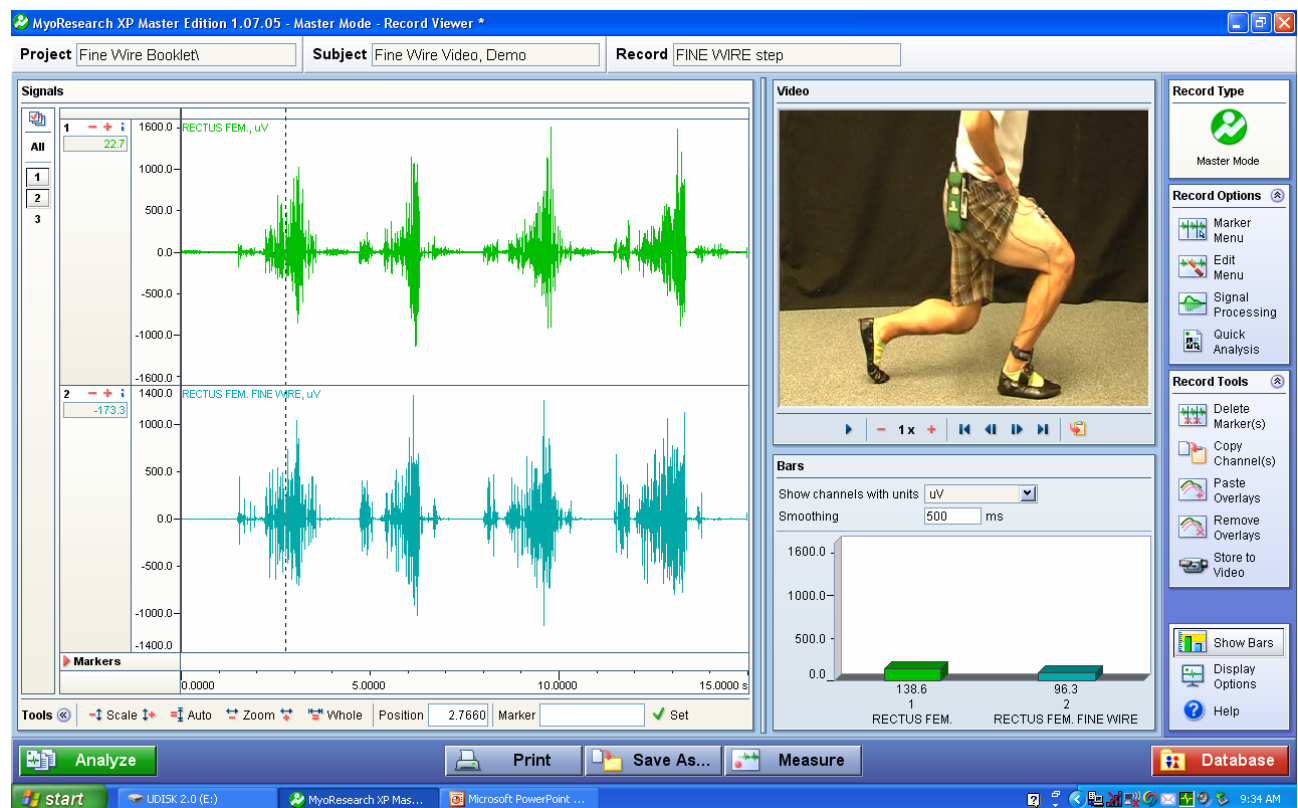 MyoResearch XP Master Edition 1.07.05 - Master Mode - Record Viewer *
Project Fine Wire Booklet\ Subject Fine Wire Video, Demo Record FINE WIRE step
Signals
All
1
2
3
1 - + i
22.7
RECTUS FEM., uV
1600.0
1000.0
500.0
0.0
-500.0
-1000.0
-1600.0
2 - + i
-173.3
RECTUS FEM. FINE WIRE, uV
1400.0
1000.0
500.0
0.0
-500.0
-1000.0
-1400.0
Markers
0.0000 5.0000 10.0000 15.0000 s
Tools Scale Auto Zoom Whole Position 2.7660 Marker Set
Video
- 1x +
Bars
Show channels with units uV
Smoothing 500 ms
1600.0
1000.0
500.0
0.0
138.6 96.3
1 2
RECTUS FEM. RECTUS FEM. FINE WIRE
Record Type
Master Mode
Record Options
Marker
Menu
Edit
Menu
Signal
Processing
Quick
Analysis
Record Tools
Delete
Marker(s)
Copy
Channel(s)
Paste
Overlays
Remove
Overlays
Store to
Video
Show Bars
Display
Options
Help
Analyze Print Save As... Measure Database
start UDISK 2.0 (E:) MyoResearch XP Mas... Microsoft PowerPoint ... 9:34 AM